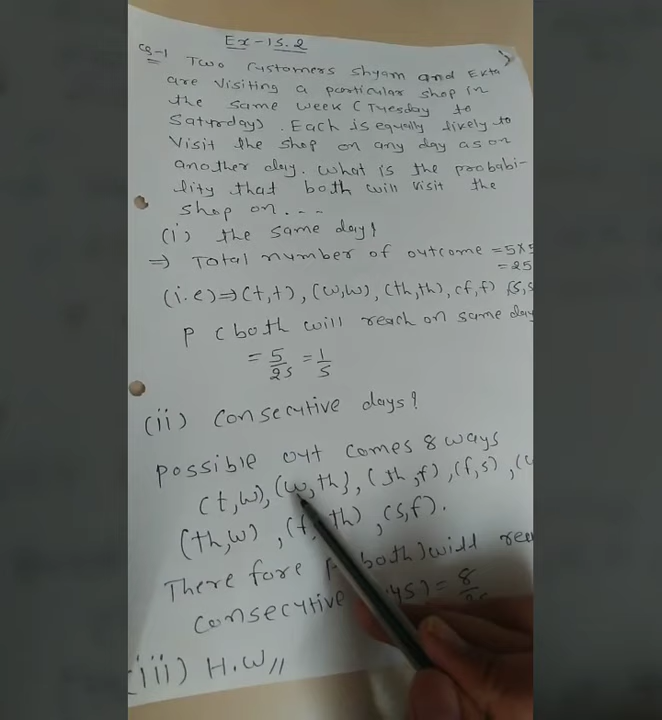 Ex-15.2
Q-1 Two Customers shyam and Ekta
are visiting a particular shop in
the same week (Tuesday to
Saturday). Each is equally likely to
visit the shop on any day as on
another day. what is the probabi-
lity that both will visit the
shop on...
(i) the same day?
⇒ Total number of outcome = 5×5
= 25
(i.e) ⇒ (t,t), (w,w), (th,th), (f,f) (s,s
P (both will reach on same day
= 5/25 = 1/5
(ii) Consecutive days?
possible out comes 8 ways
(t,w), (w,th), (th,f), (f,s), (
(th,w), (f,th), (s,f).
There fore both) will
consecutive = 8
(iii) H.W//